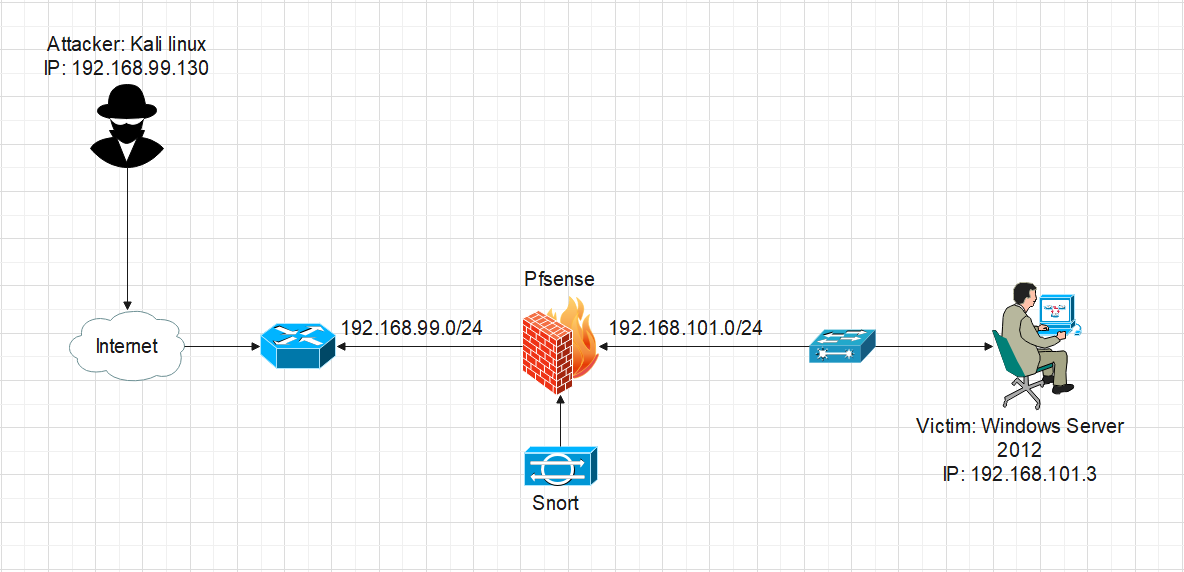 Attacker: Kali linux
IP: 192.168.99.130
Pfsense
192.168.99.0/24
192.168.101.0/24
Internet
Victim: Windows Server
2012
IP: 192.168.101.3
Snort